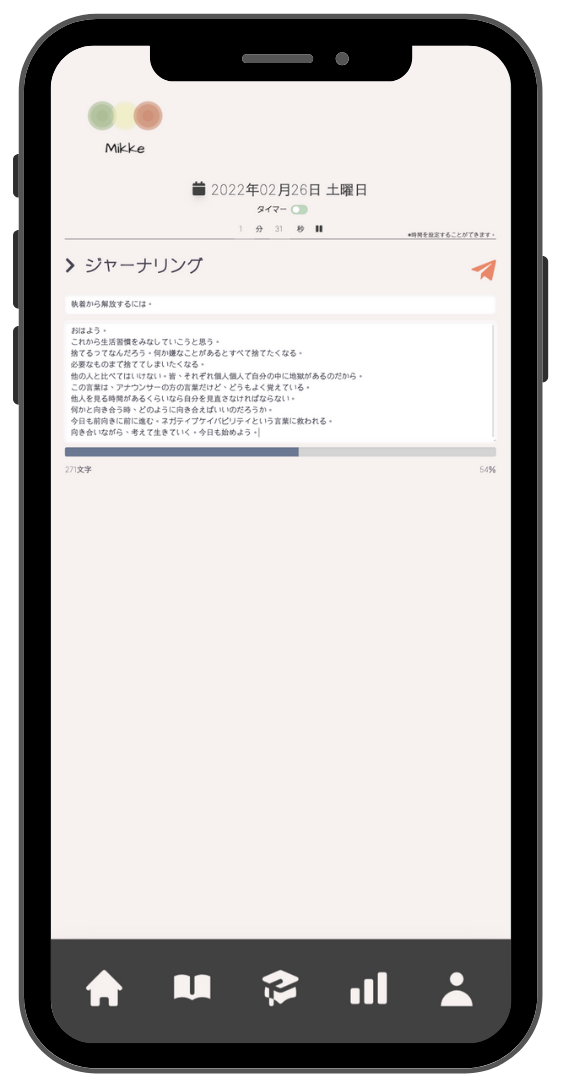 Mikke
2022年02月26日 土曜日
タイマー
1 分 31 秒
*時間を設定することができます。
ジャーナリング
執着から解放するには。
おはよう。
これから生活習慣をみなしていこうと思う。
捨てるってなんだろう。何か嫌なことがあるとすべて捨てたくなる。
必要なものまで捨ててしまいたくなる。
他の人と比べてはいけない。皆、それぞれ個人個人で自分の中に地獄があるのだから。
この言葉は、アナウンサーの方の言葉だけど、どうもよく覚えている。
他人を見る時間があるくらいなら自分を見直さなければならない。
何かと向き合う時、どのように向き合えばいいのだろうか。
今日も前向きに前に進む。ネガティブケイパビリティという言葉に救われる。
向き合いながら、考えて生きていく。今日も始めよう。
271文字 54%